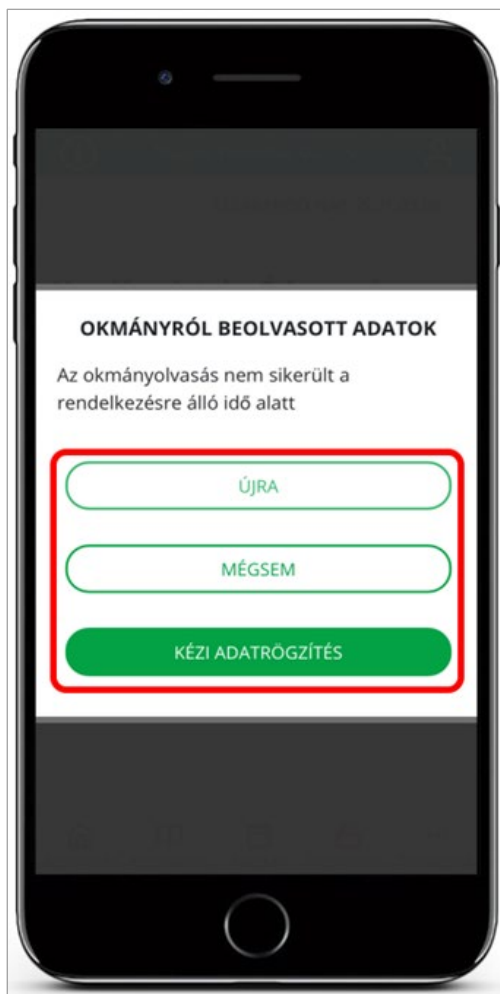 OKMÁNYRÓL BEOLVASOTT ADATOK
Az okmányolvasás nem sikerült a
rendelkezésre álló idő alatt
ÚJRA
MÉGSEM
KÉZI ADATRÖGZÍTÉS